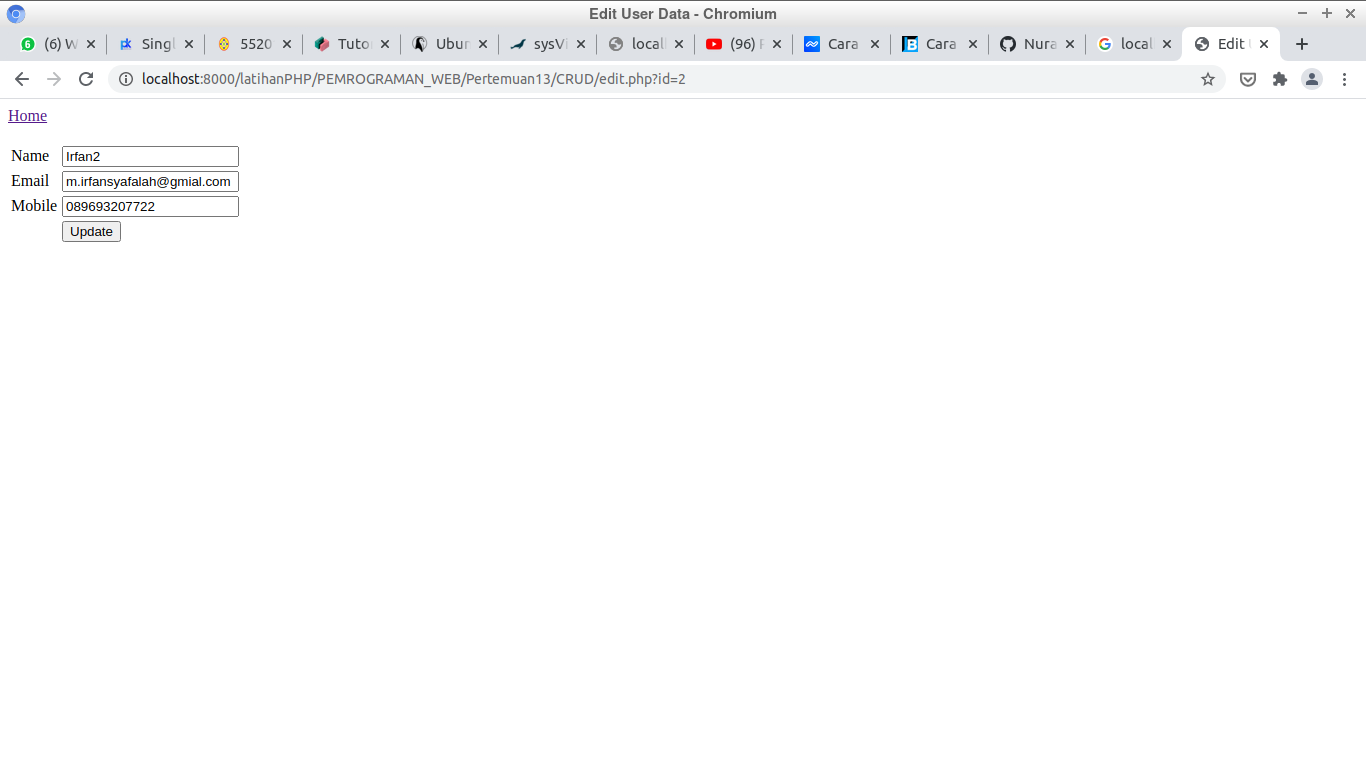 Edit User Data - Chromium
(6) W Singl 5520 Tutor Ubun sysVi local (96) Cara Cara Nura local Edit
localhost:8000/latihanPHP/PEMROGRAMAN_WEB/Pertemuan13/CRUD/edit.php?id=2
Home
Name Irfan2
Email m.irfansyafalah@gmial.com
Mobile 089693207722
Update